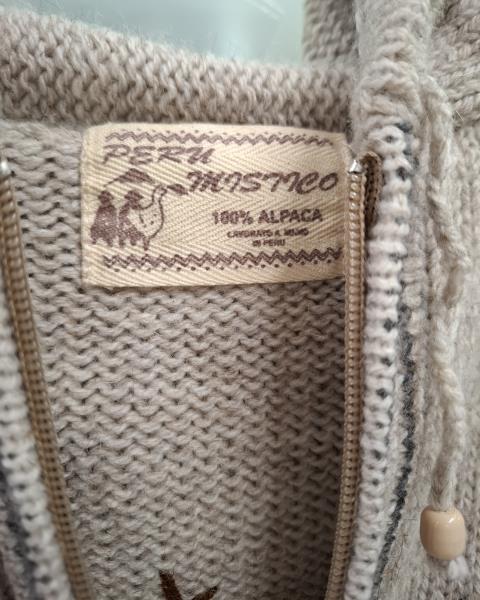 PERU
MISTICO
100% ALPACA
LAVORATO A MANO
IN PERU